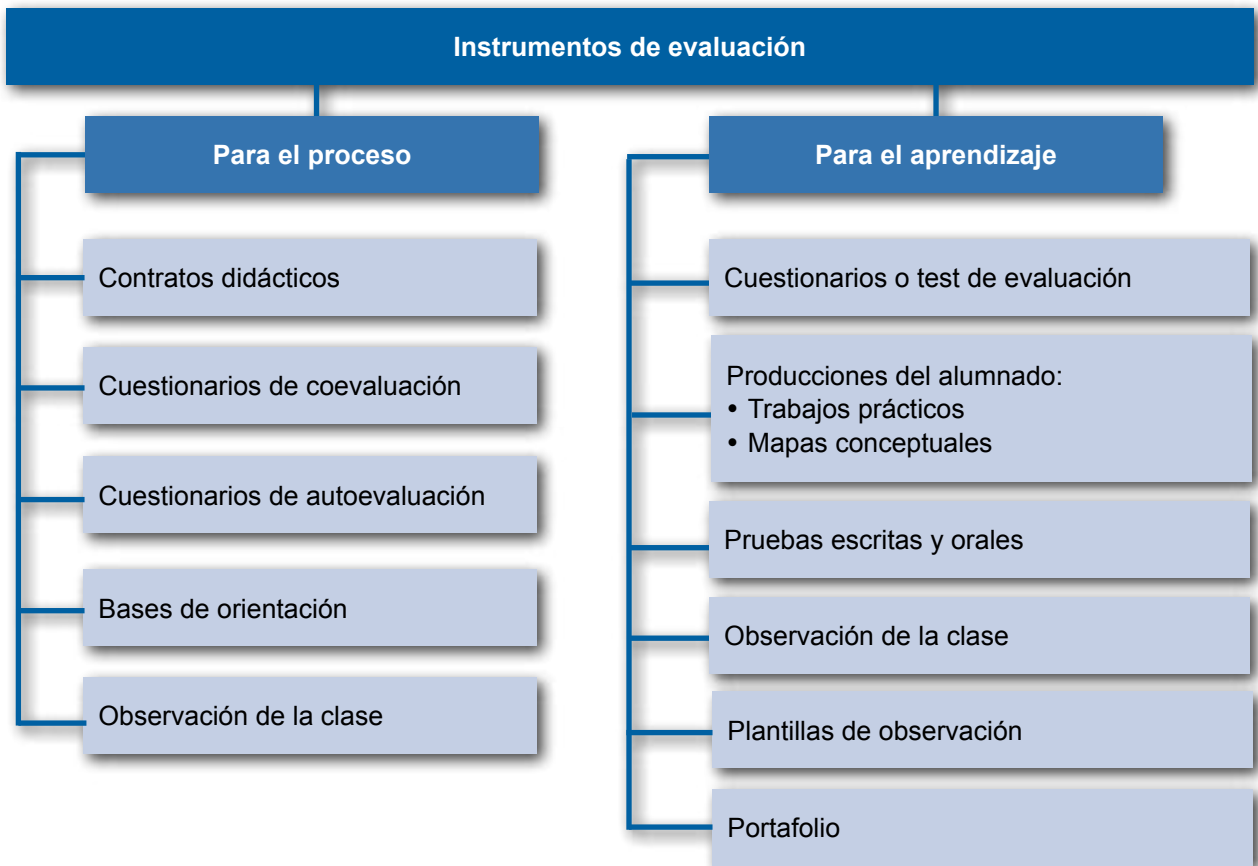 Instrumentos de evaluación
Para el proceso
Contratos didácticos
Cuestionarios de coevaluación
Cuestionarios de autoevaluación
Bases de orientación
Observación de la clase
Para el aprendizaje
Cuestionarios o test de evaluación
Producciones del alumnado:
• Trabajos prácticos
• Mapas conceptuales
Pruebas escritas y orales
Observación de la clase
Plantillas de observación
Portafolio